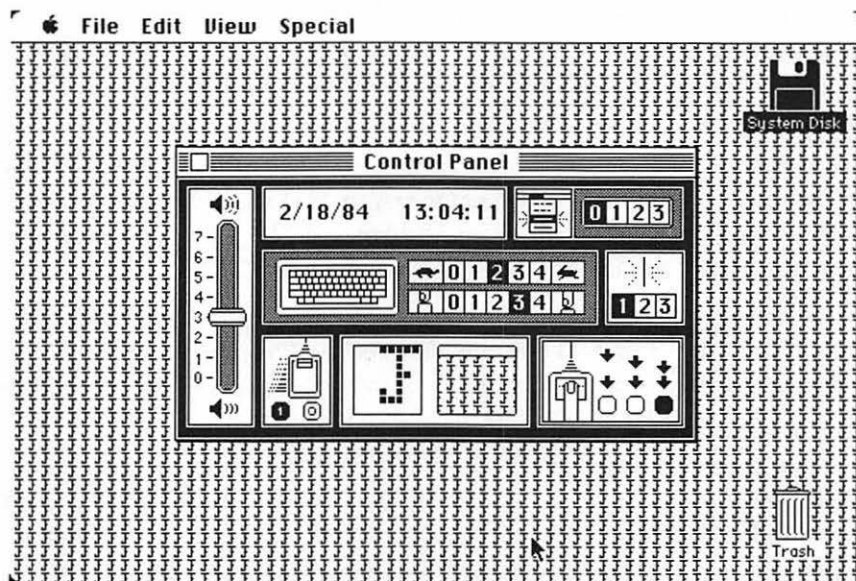 File Edit View Special
System Disk
Control Panel
2/18/84 13:04:11
0 1 2 3
7
6
5
4
3
2
1
0
0 1 2 3 4
0 1 2 3 4
1 2 3
1 0
Trash